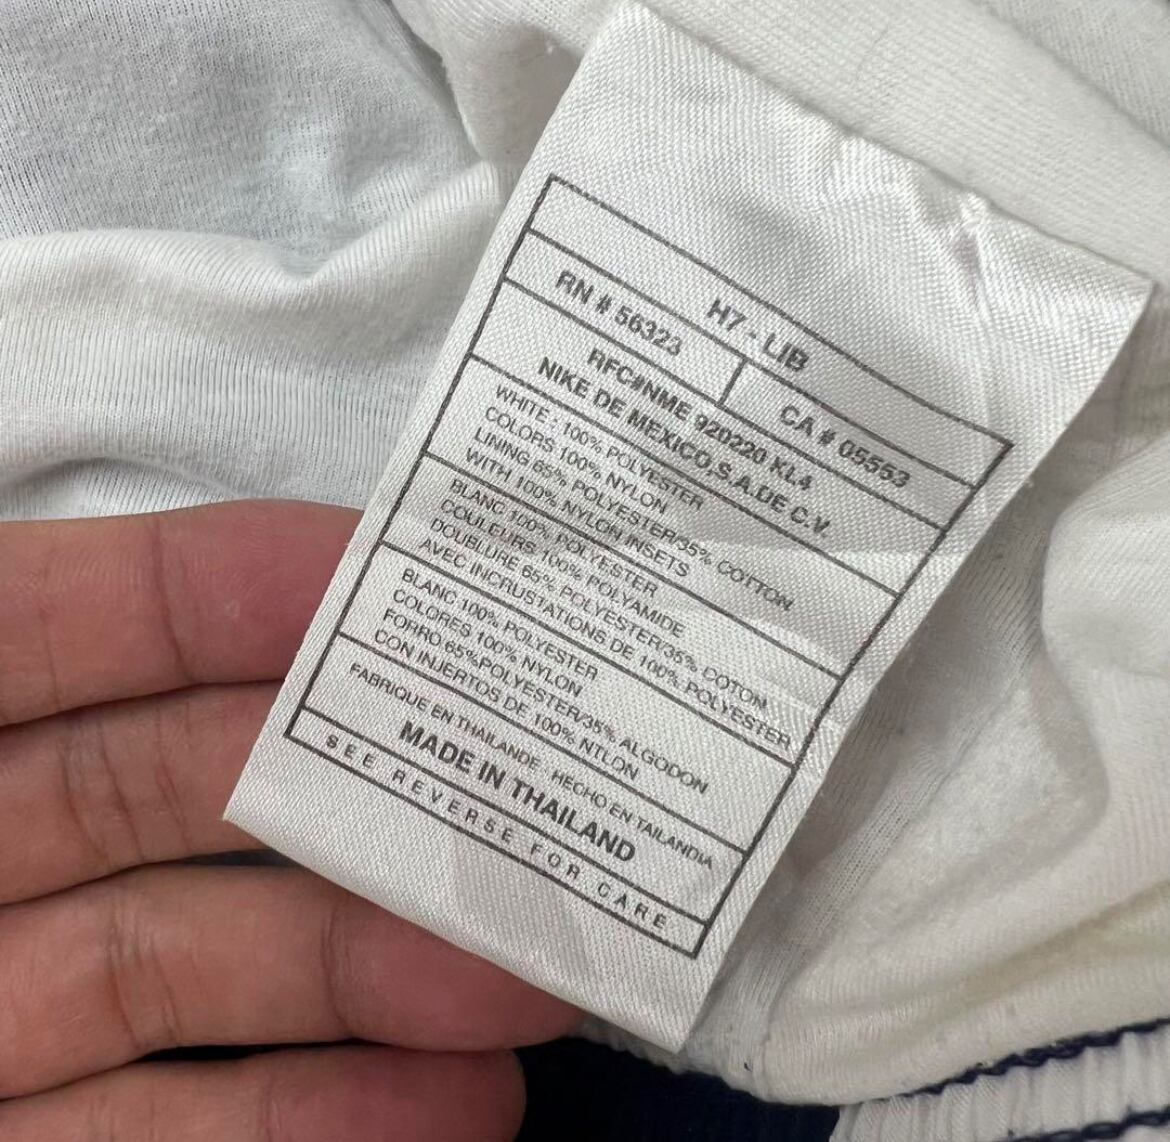 H7 - LIB
RN # 56323 CA # 05553
RFC#NME 920220 KL4
NIKE DE MEXICO,S.A.DE C.V.
WHITE : 100% POLYESTER
COLORS 100% NYLON
LINING 65% POLYESTER/35% COTTON
WITH 100% NYLON INSETS
BLANC 100% POLYESTER
COULEURS 100% POLYAMIDE
DOUBLURE 65% POLYESTER/35% COTON
AVEC INCRUSTATIONS DE 100% POLYESTER
BLANC 100% POLYESTER
COLORES 100% NYLON
FORRO 65%POLYESTER/35% ALGODON
CON INJERTOS DE 100% NTLON
FABRIQUE EN THAILANDE . HECHO EN TAILANDIA
MADE IN THAILAND
SEE REVERSE FOR CARE